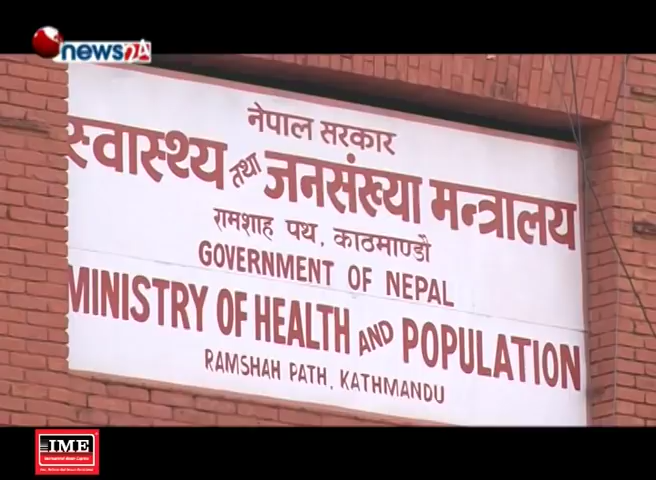 news24
नेपाल सरकार
स्वास्थ्य तथा जनसंख्या मन्त्रालय
रामशाह पथ, काठमाण्डौ
GOVERNMENT OF NEPAL
MINISTRY OF HEALTH AND POPULATION
RAMSHAH PATH, KATHMANDU
IME